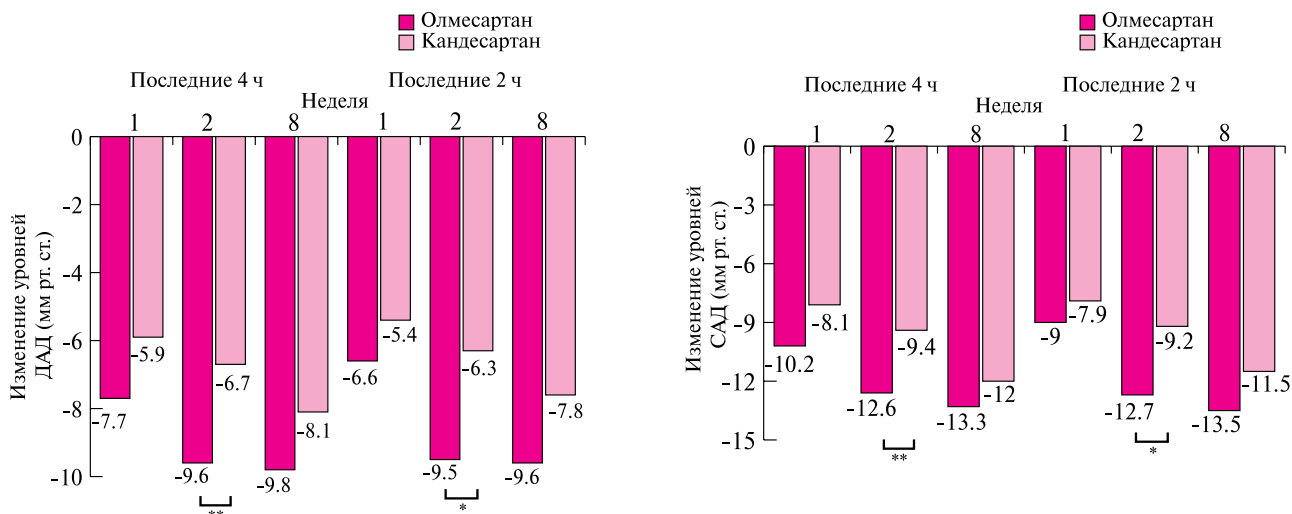 Олмесартан
Кандесартан
Последние 4 ч
Последние 2 ч
Неделя
1 2 8 1 2 8
Изменение уровней
ДАД (мм рт. ст.)
0
-2
-4
-6
-8
-10
-7.7
-5.9
-9.6
-6.7
-9.8
-8.1
-6.6
-5.4
-9.5
-6.3
-9.6
-7.8
**
*
Олмесартан
Кандесартан
Последние 4 ч
Последние 2 ч
Неделя
1 2 8 1 2 8
Изменение уровней
САД (мм рт. ст.)
0
-3
-6
-9
-12
-15
-10.2
-8.1
-12.6
-9.4
-13.3
-12
-9
-7.9
-12.7
-9.2
-13.5
-11.5
**
*